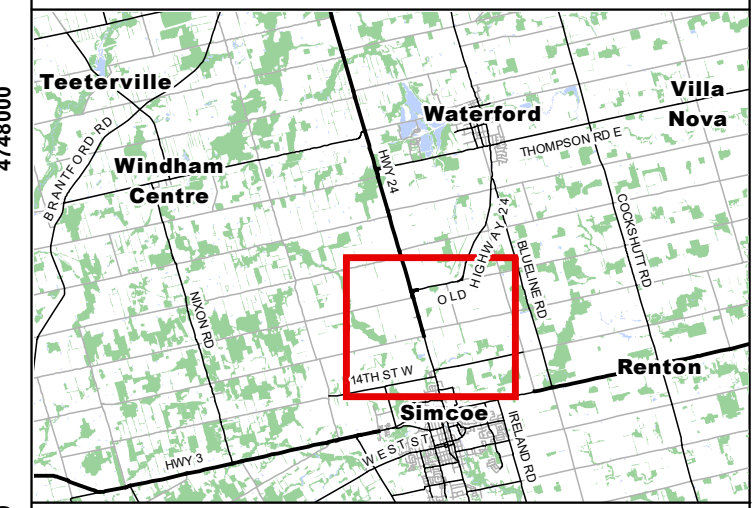 4748000
Teeterville
Villa
Nova
Waterford
THOMPSON RD E
BRANTFORD RD
Windham
Centre
HWY 24
OLD HIGHWAY 24
BLUELINE RD
COCKSHUTT RD
NIXON RD
14TH ST W
Renton
Simcoe
WEST ST
IRELAND RD
HWY 3